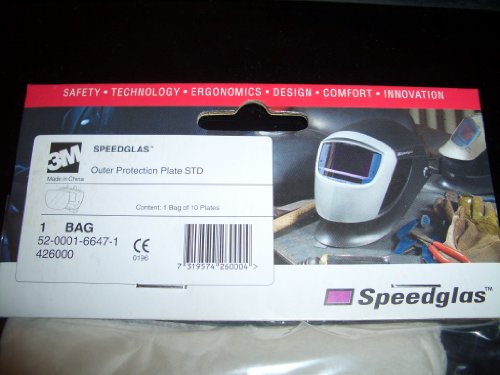 SAFETY • TECHNOLOGY • ERGONOMICS • DESIGN • COMFORT • INNOVATION
3M
SPEEDGLAS™
Made in China
Outer Protection Plate STD
Content: 1 Bag of 10 Plates
1 BAG
52-0001-6647-1
426000
CE
0196
7 319574 260004 >
Speedglas™